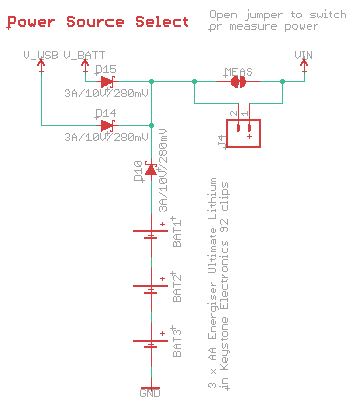 Power Source Select
Open jumper to switch
or measure power
V_USB
V_BATT
VIN
D15
MEAS
3A/10V/280mV
D14
2
1
3A/10V/280mV
J4
D10
3A/10V/280mV
BAT1
BAT2
BAT3
3 x AA Energiser Ultimate Lithium
in Keystone Electronics 92 clips
GND